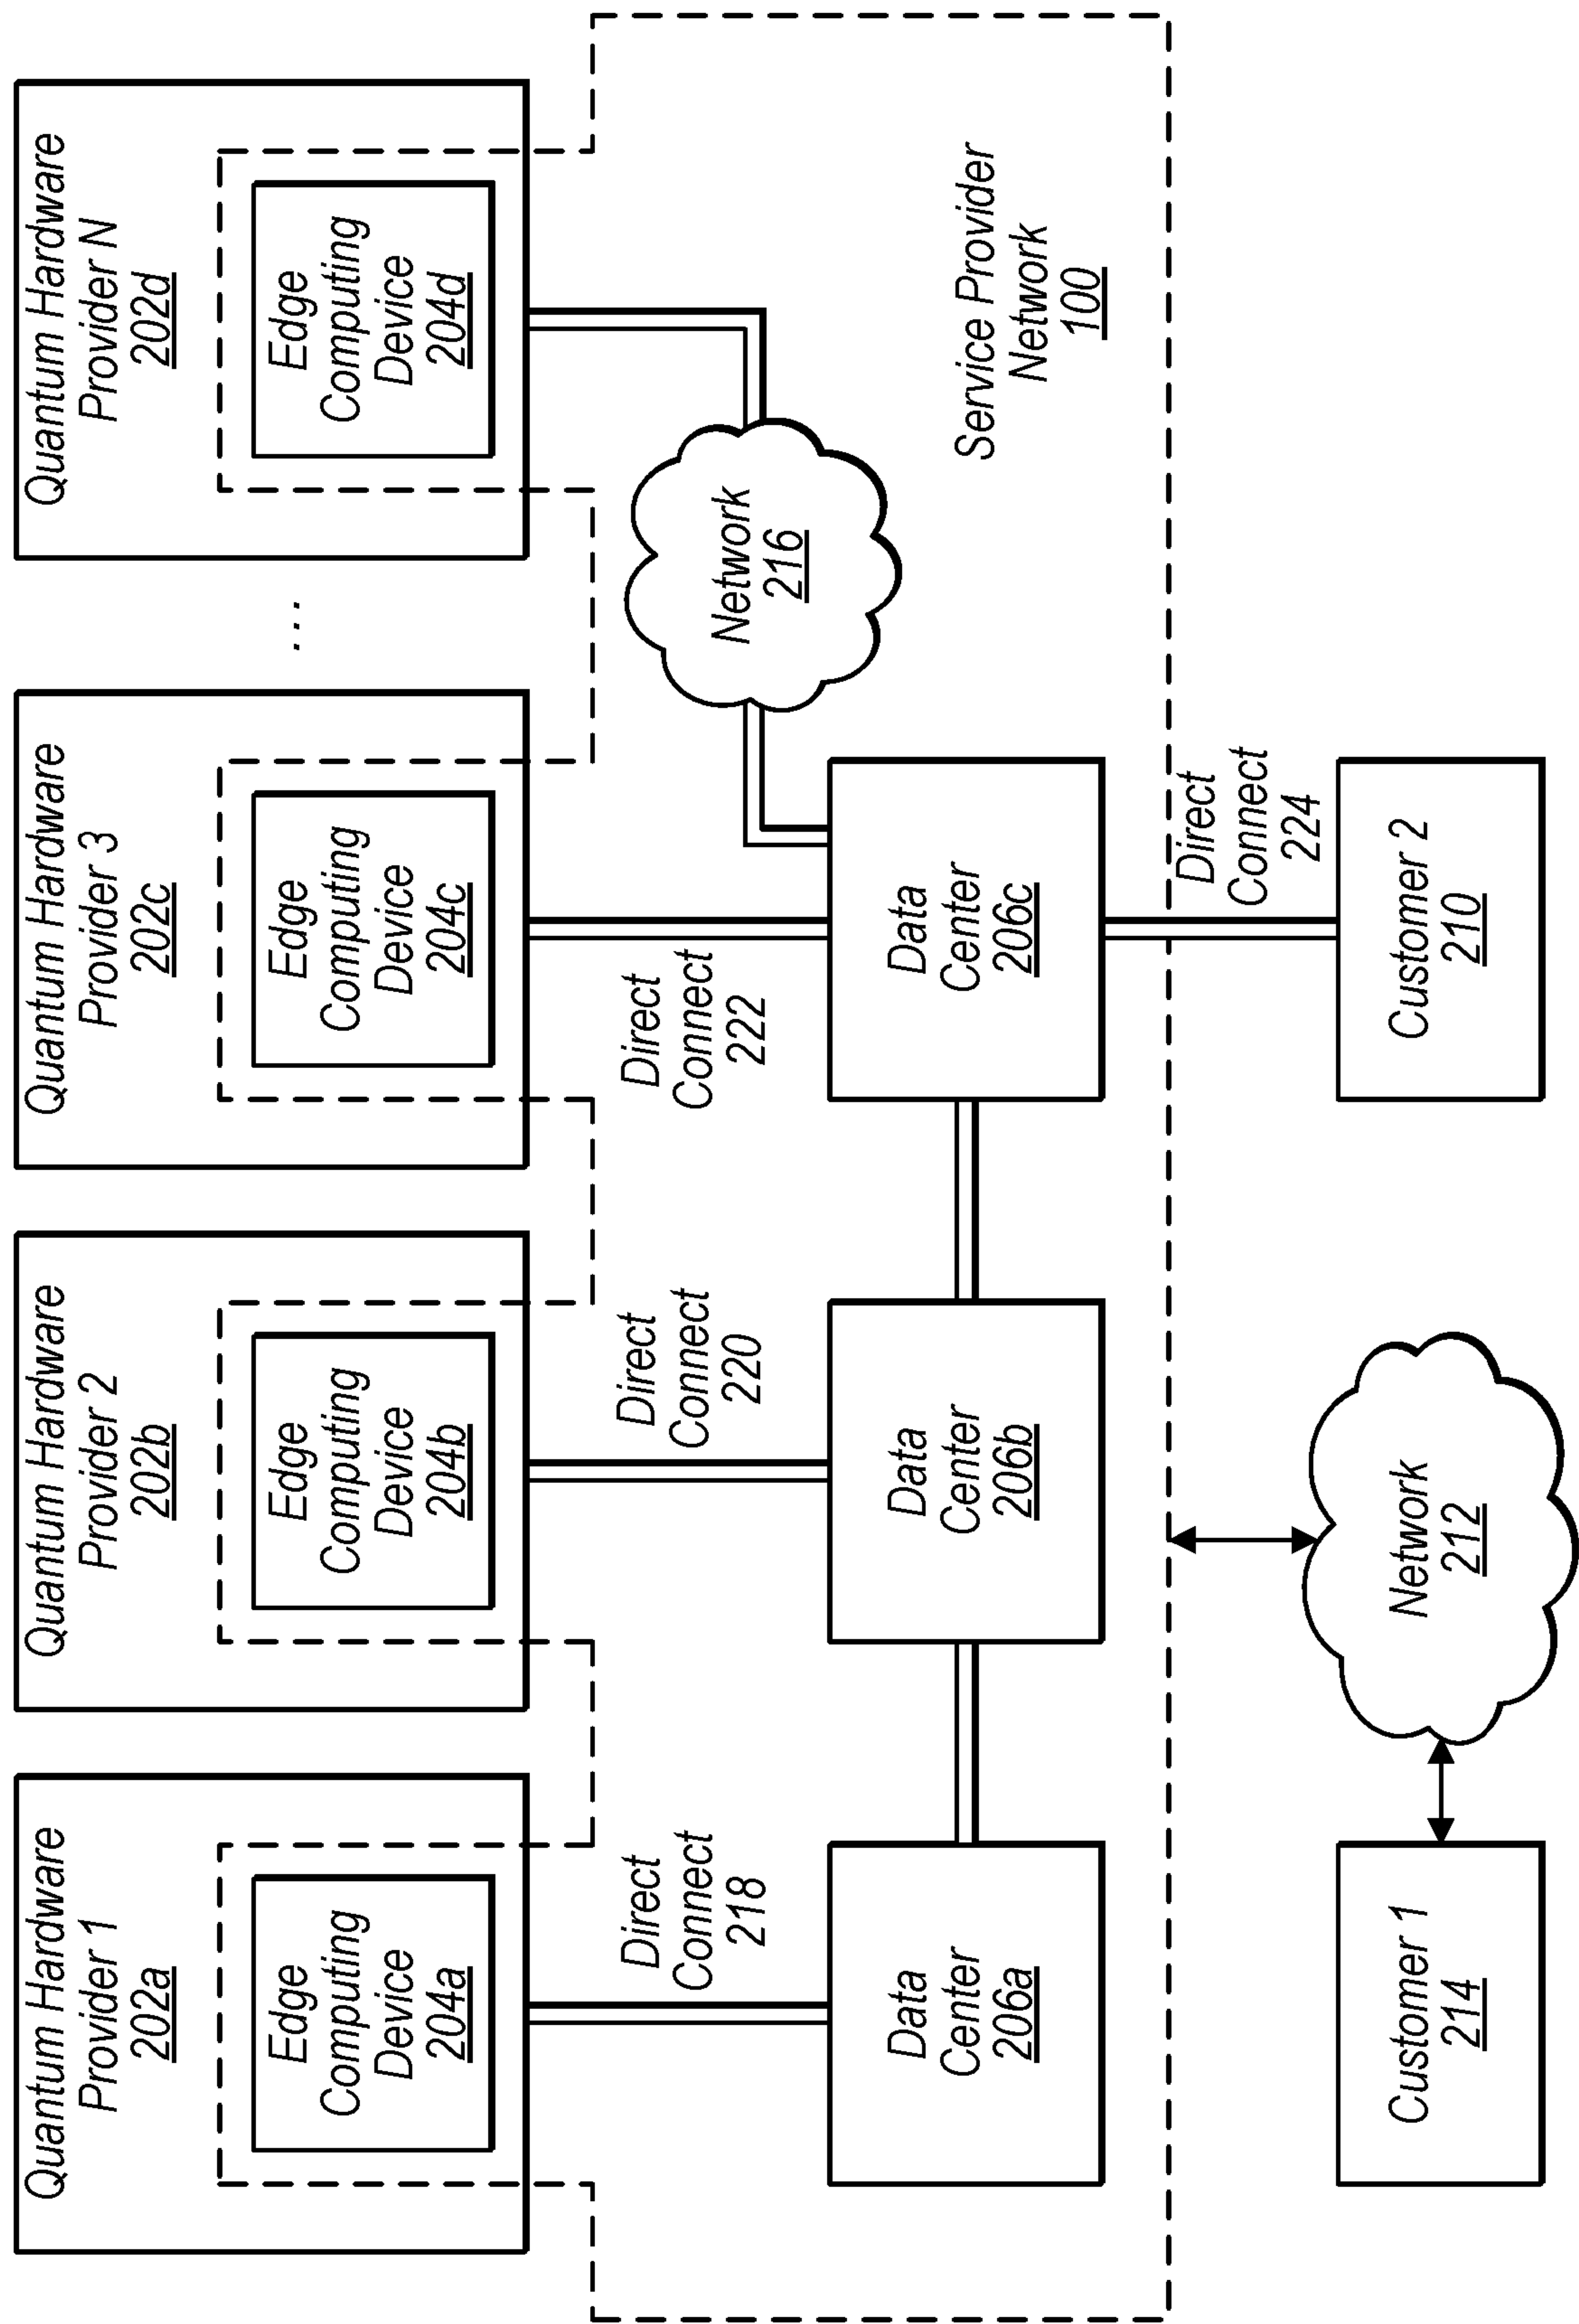 Quantum Hardware
Provider 1
202a
Edge
Computing
Device
204a
Quantum Hardware
Provider 2
202b
Edge
Computing
Device
204b
Quantum Hardware
Provider 3
202c
Edge
Computing
Device
204c
...
Quantum Hardware
Provider N
202d
Edge
Computing
Device
204d
Direct
Connect
218
Direct
Connect
220
Direct
Connect
222
Network
216
Data
Center
206a
Data
Center
206b
Data
Center
206c
Service Provider
Network
100
Direct
Connect
224
Customer 1
214
Network
212
Customer 2
210